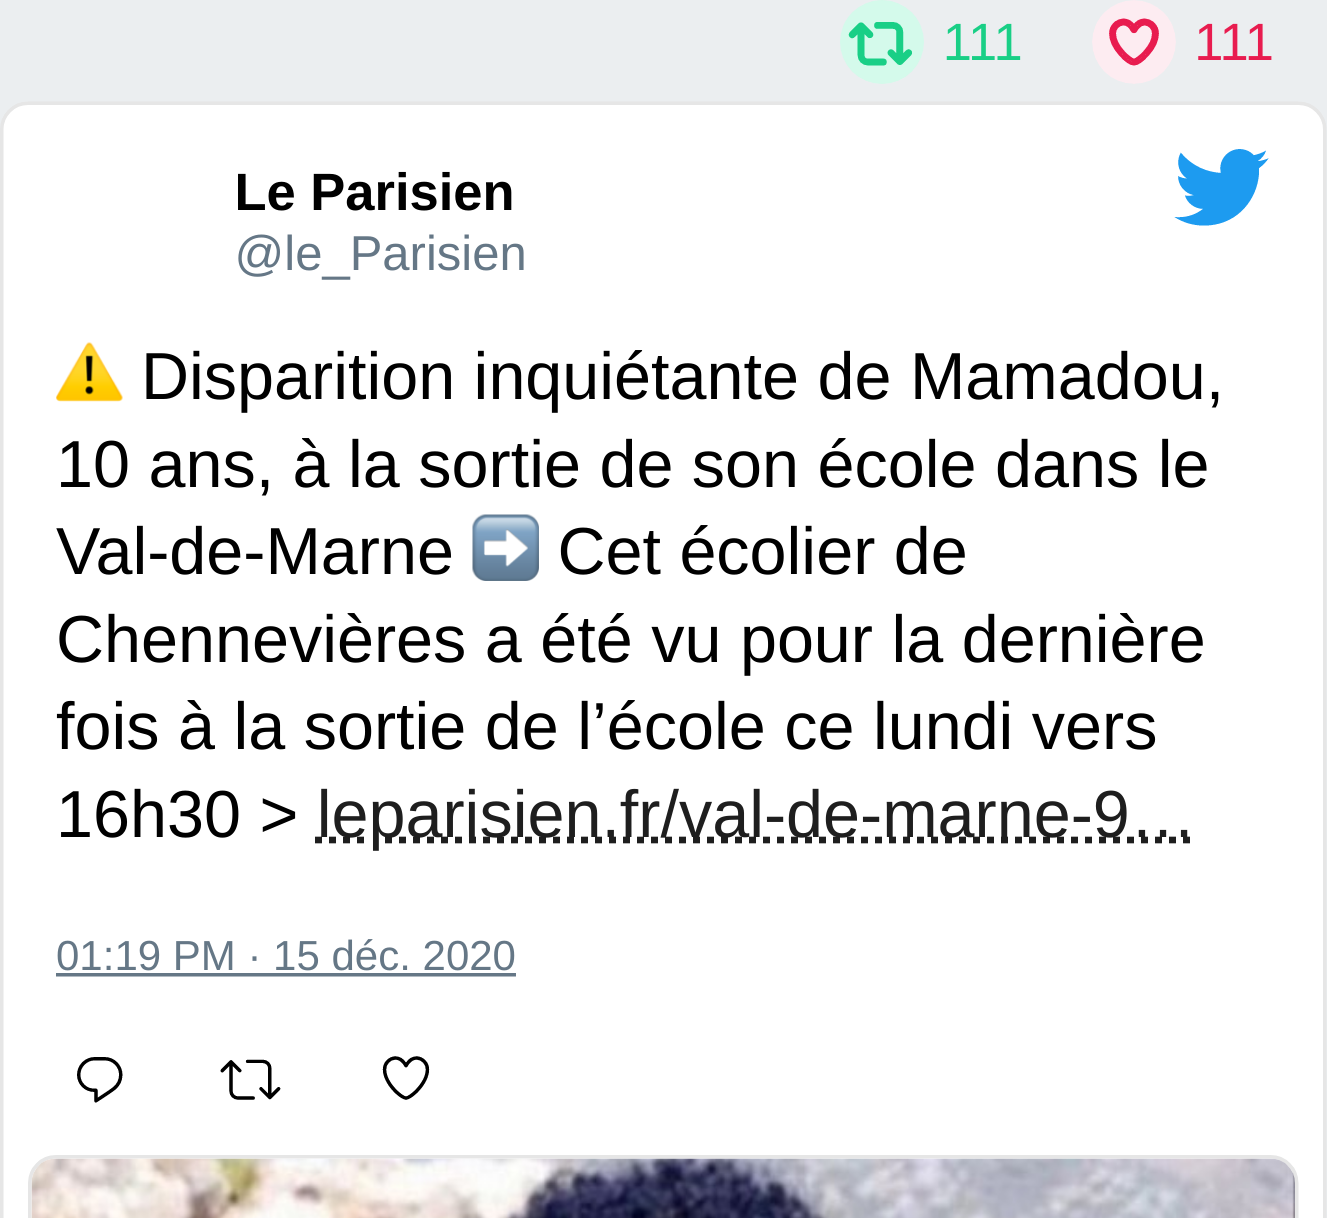 111 111
Le Parisien
@le_Parisien
⚠️ Disparition inquiétante de Mamadou,
10 ans, à la sortie de son école dans le
Val-de-Marne ➡️ Cet écolier de
Chennevières a été vu pour la dernière
fois à la sortie de l’école ce lundi vers
16h30 > leparisien.fr/val-de-marne-9…
01:19 PM · 15 déc. 2020